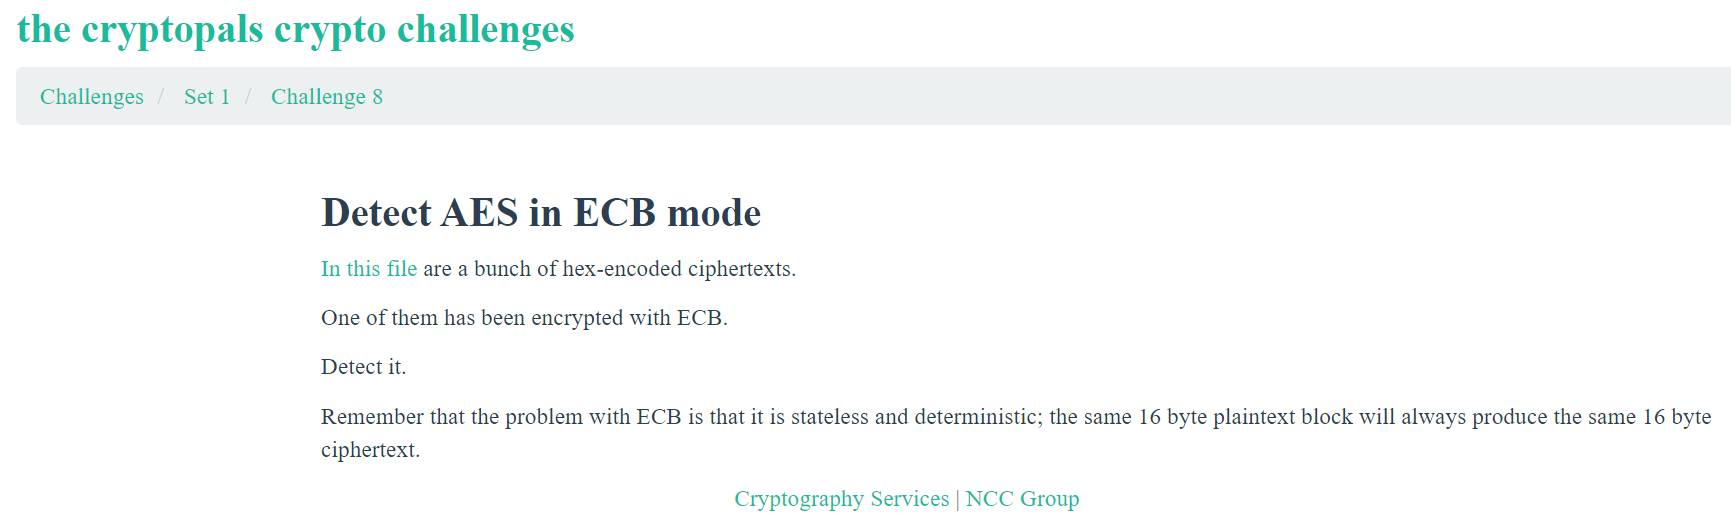 the cryptopals crypto challenges
Challenges / Set 1 / Challenge 8
Detect AES in ECB mode
In this file are a bunch of hex-encoded ciphertexts.
One of them has been encrypted with ECB.
Detect it.
Remember that the problem with ECB is that it is stateless and deterministic; the same 16 byte plaintext block will always produce the same 16 byte
ciphertext.
Cryptography Services | NCC Group